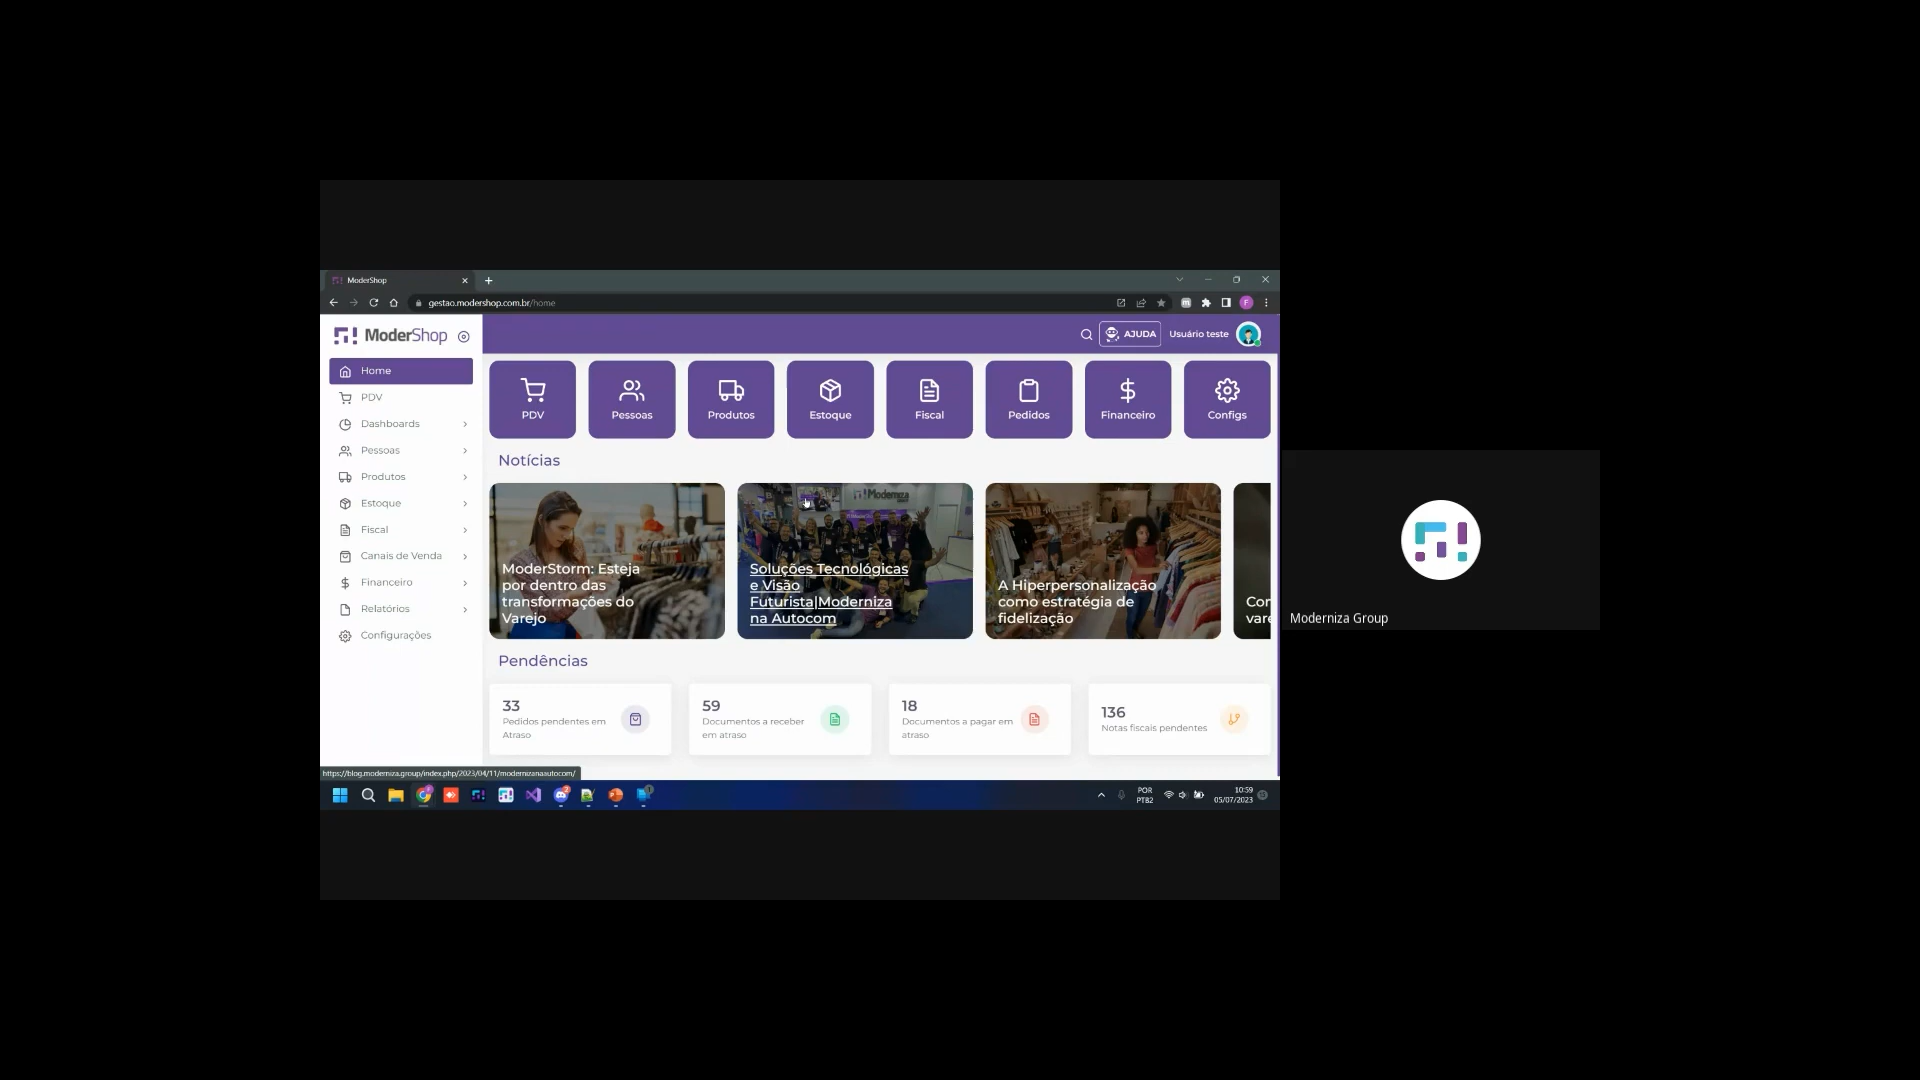 ModerShop
gestao.modershop.com.br/home
ModerShop
AJUDA
Usuário teste
Home
PDV
Dashboards
Pessoas
Produtos
Estoque
Fiscal
Canais de Venda
Financeiro
Relatórios
Configurações
PDV
Pessoas
Produtos
Estoque
Fiscal
Pedidos
Financeiro
Configs
Notícias
ModerStorm: Esteja
por dentro das
transformações do
Varejo
Moderniza
Soluções Tecnológicas
e Visão
Futurista|Moderniza
na Autocom
A Hiperpersonalização
como estratégia de
fidelização
Pendências
33
Pedidos pendentes em
Atraso
59
Documentos a receber
em atraso
18
Documentos a pagar em
atraso
136
Notas fiscais pendentes
https://blog.moderniza.group/index.php/2023/04/11/modernizanaautocom/
POR
PTB2
10:59
05/07/2023
Moderniza Group